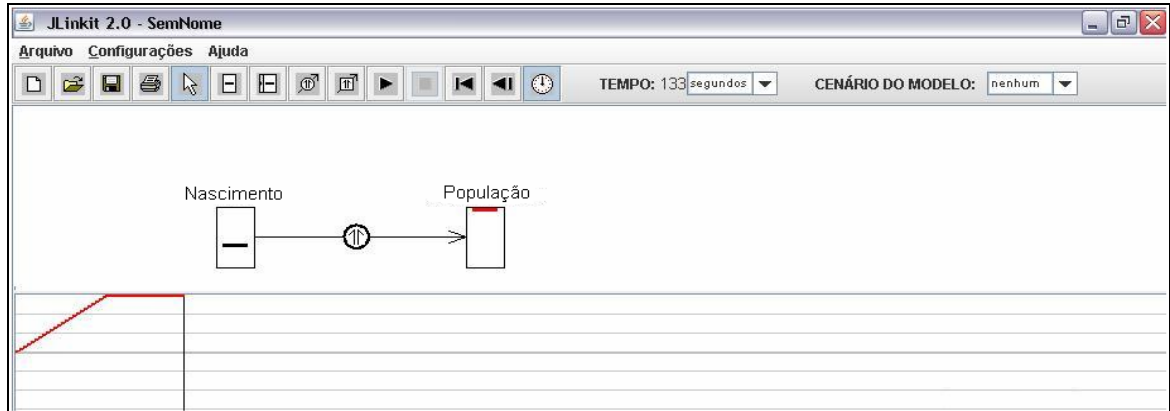 JLinkit 2.0 - SemNome
Arquivo Configurações Ajuda
TEMPO: 133 segundos CENÁRIO DO MODELO: nenhum
Nascimento População